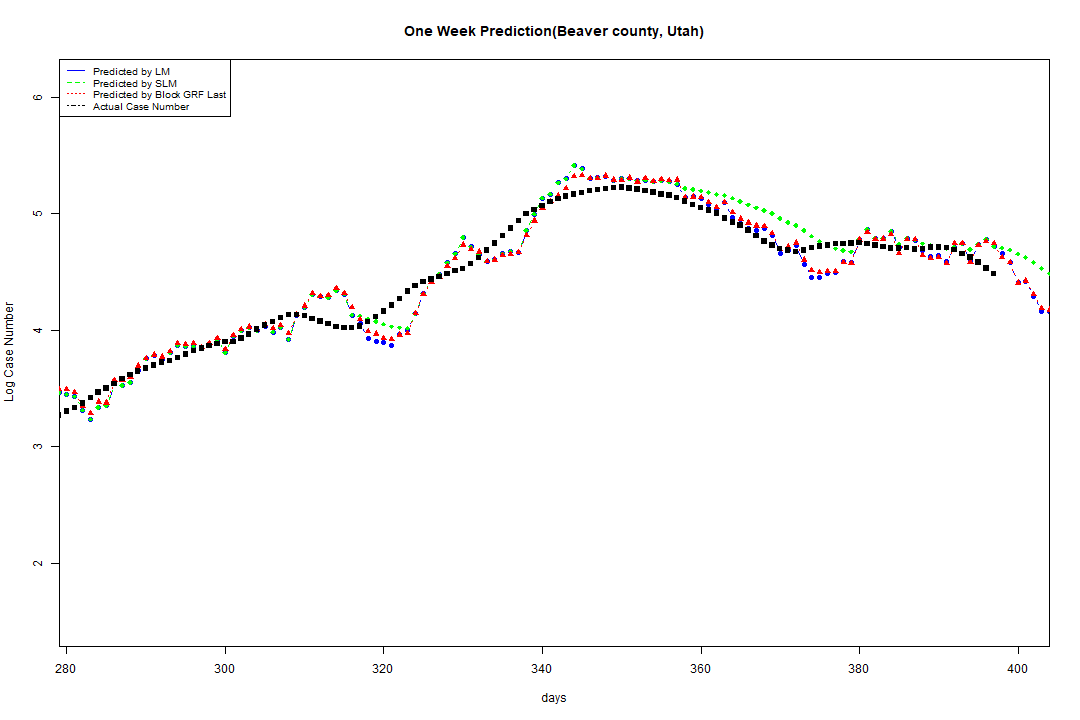 One Week Prediction(Beaver county, Utah)
Predicted by LM
Predicted by SLM
Predicted by Block GRF Last
Actual Case Number
6
5
4
3
2
Log Case Number
280 300 320 340 360 380 400
days